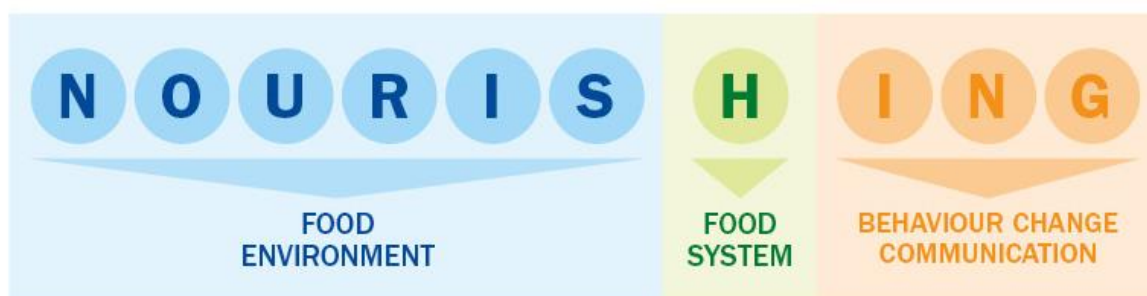 N O U R I S H I N G
FOOD
ENVIRONMENT
FOOD
SYSTEM
BEHAVIOUR CHANGE
COMMUNICATION